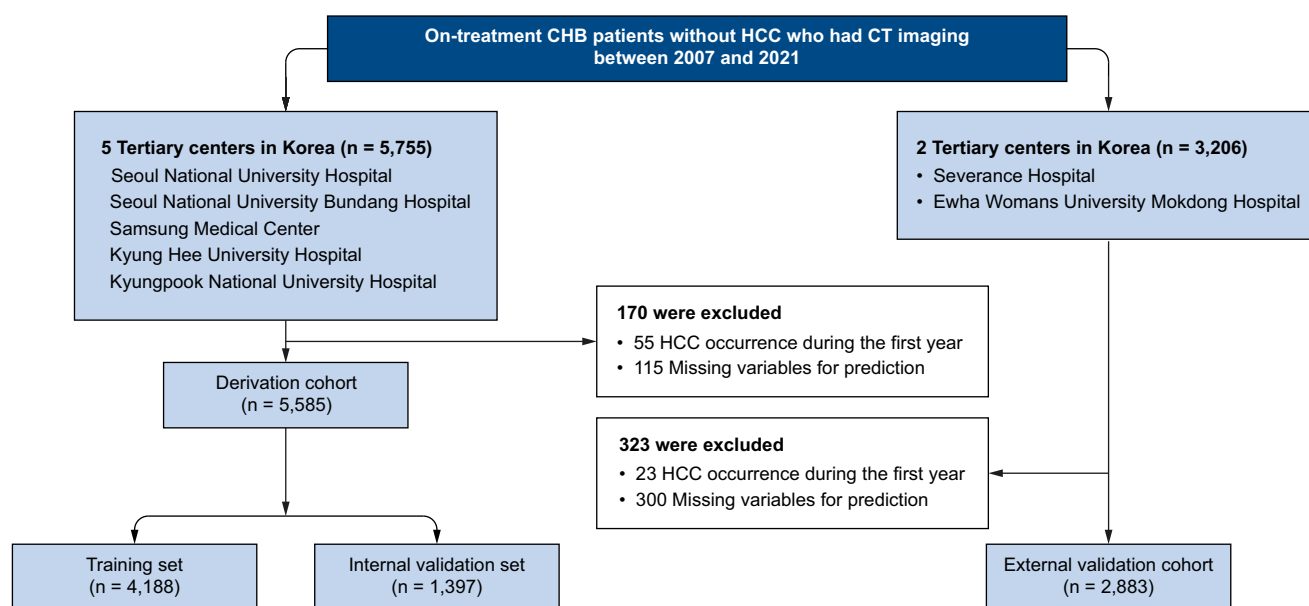 On-treatment CHB patients without HCC who had CT imaging
between 2007 and 2021
5 Tertiary centers in Korea (n = 5,755)
Seoul National University Hospital
Seoul National University Bundang Hospital
Samsung Medical Center
Kyung Hee University Hospital
Kyungpook National University Hospital
2 Tertiary centers in Korea (n = 3,206)
• Severance Hospital
• Ewha Womans University Mokdong Hospital
170 were excluded
• 55 HCC occurrence during the first year
• 115 Missing variables for prediction
Derivation cohort
(n = 5,585)
323 were excluded
• 23 HCC occurrence during the first year
• 300 Missing variables for prediction
Training set
(n = 4,188)
Internal validation set
(n = 1,397)
External validation cohort
(n = 2,883)